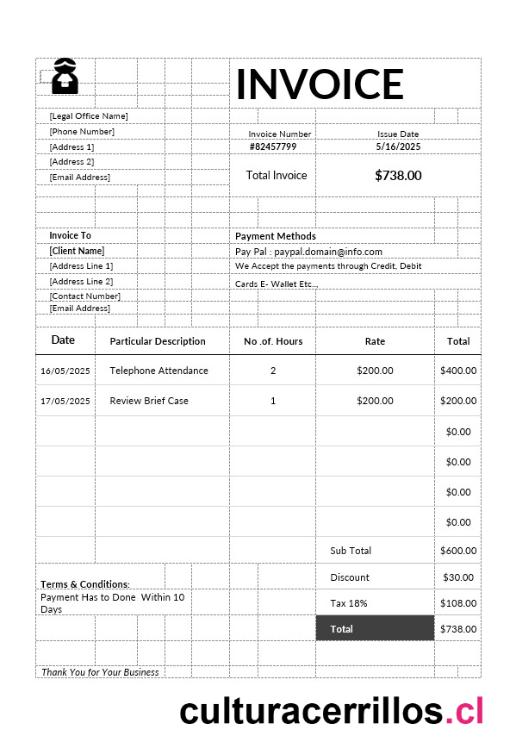 INVOICE
[Legal Office Name]
[Phone Number] Invoice Number Issue Date
[Address 1] #82457799 5/16/2025
[Address 2]
[Email Address] Total Invoice $738.00
Invoice To Payment Methods
[Client Name] Pay Pal : paypal.domain@info.com
[Address Line 1] We Accept the payments through Credit, Debit
[Address Line 2] Cards E- Wallet Etc..,
[Contact Number]
[Email Address]
Date Particular Description No .of. Hours Rate Total
16/05/2025 Telephone Attendance 2 $200.00 $400.00
17/05/2025 Review Brief Case 1 $200.00 $200.00
$0.00
$0.00
$0.00
$0.00
Sub Total $600.00
Discount $30.00
Terms & Conditions:
Payment Has to Done Within 10 Tax 18% $108.00
Days
Total $738.00
Thank You for Your Business
culturacerrillos.cl